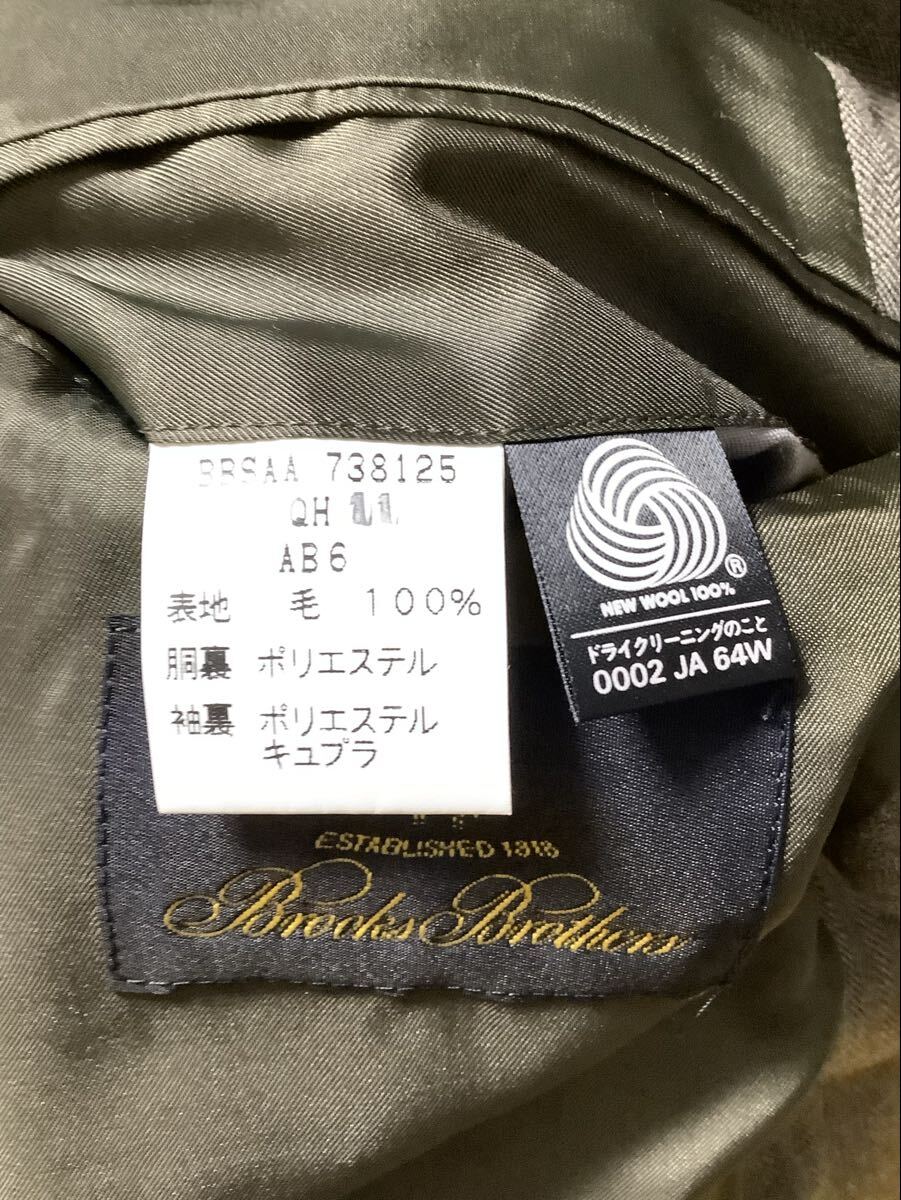 BBSAA 738125
QH 11
AB6
表地 毛 100%
胴裏 ポリエステル
袖裏 ポリエステル
キュプラ
®
NEW WOOL 100%
ドライクリーニングのこと
0002 JA 64W
ESTABLISHED 1818
Brooks Brothers